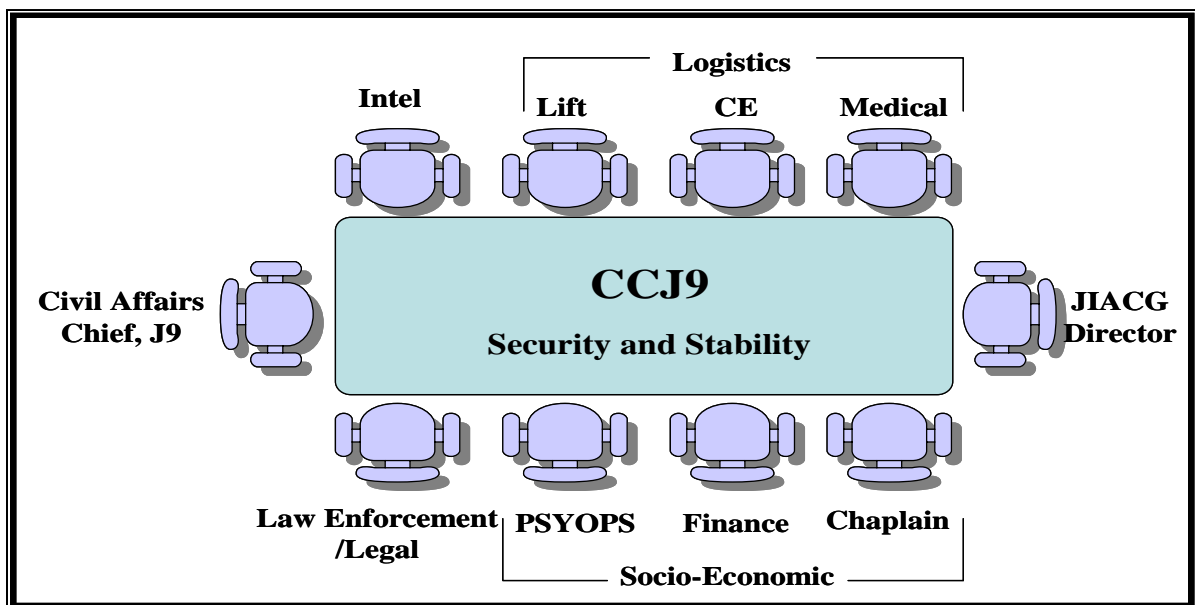 Logistics
Intel
Lift
CE
Medical
CCJ9
Security and Stability
Civil Affairs
Chief, J9
JIACG
Director
Law Enforcement
/Legal
PSYOPS
Finance
Chaplain
Socio-Economic